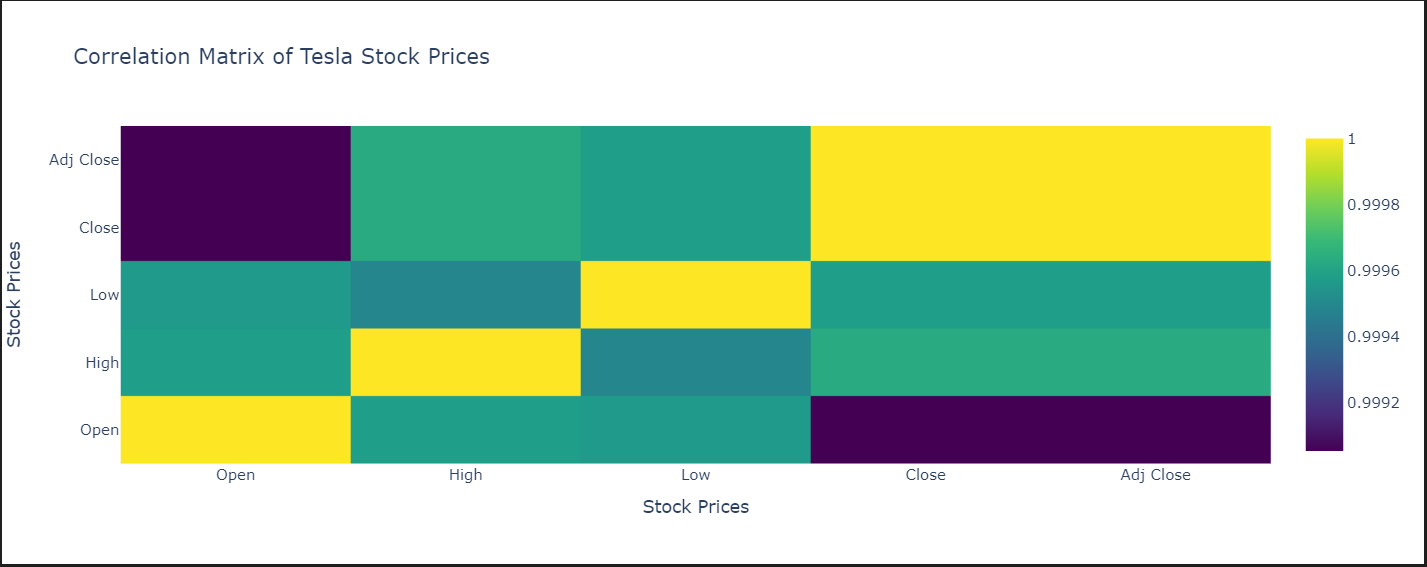 Correlation Matrix of Tesla Stock Prices
Stock Prices
Adj Close
Close
Low
High
Open
Open High Low Close Adj Close
Stock Prices
1
0.9998
0.9996
0.9994
0.9992